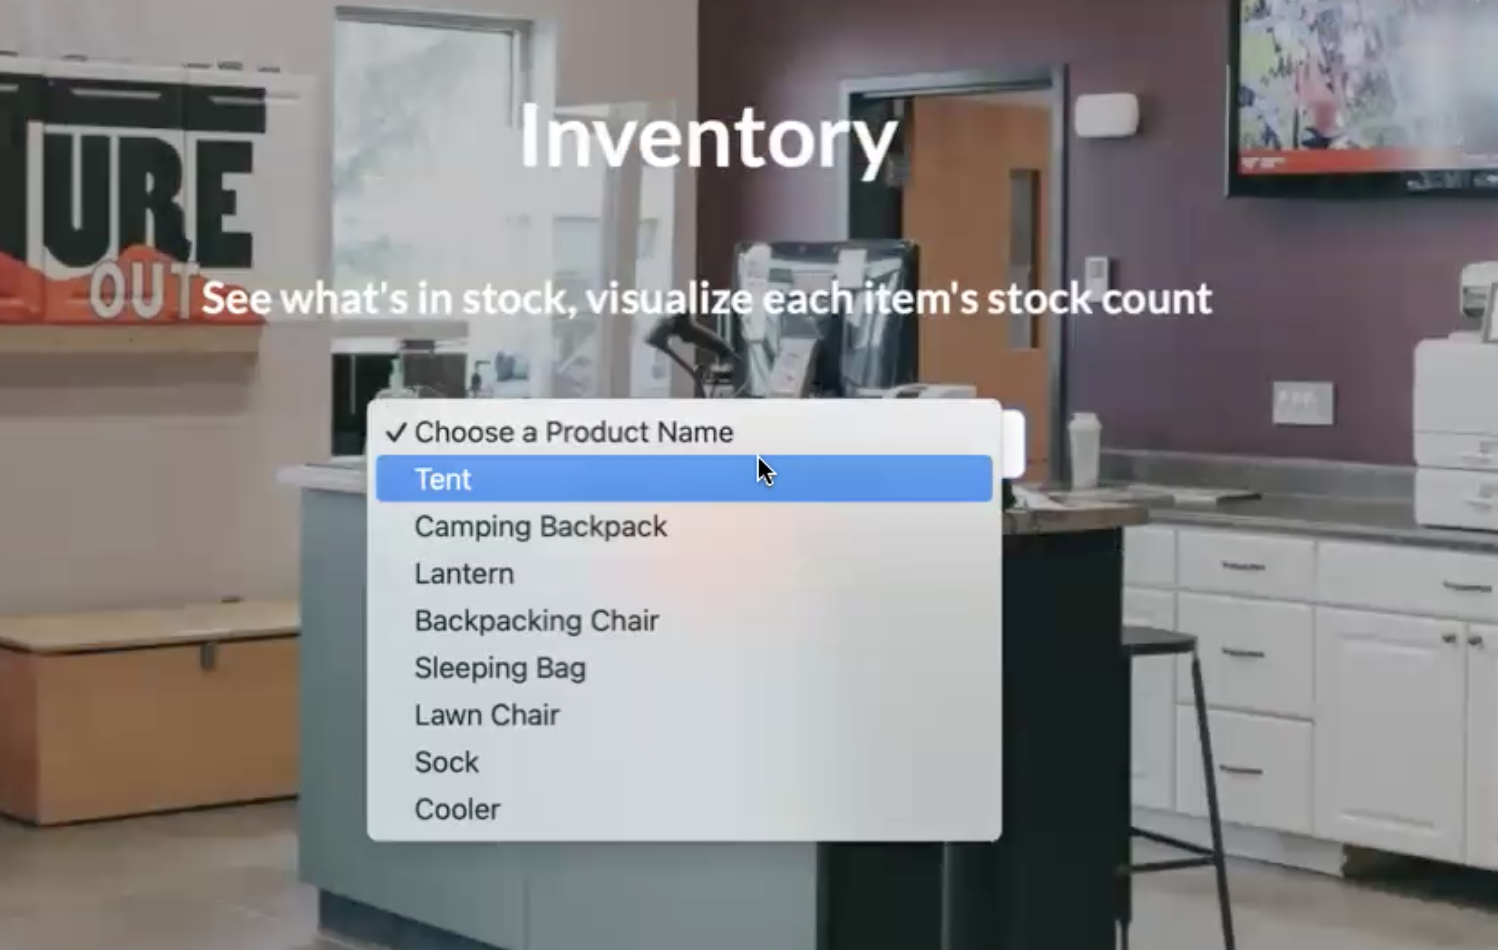 Inventory
URE
OUT
See what's in stock, visualize each item's stock count
✓ Choose a Product Name
Tent
Camping Backpack
Lantern
Backpacking Chair
Sleeping Bag
Lawn Chair
Sock
Cooler